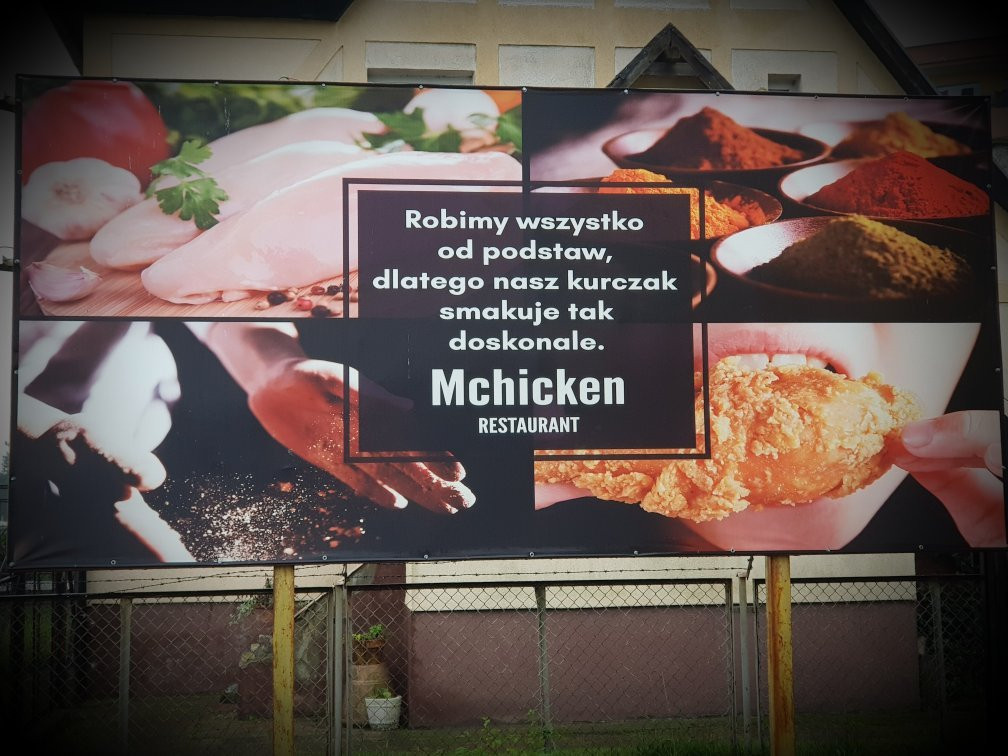 Robimy wszystko
od podstaw,
dlatego nasz kurczak
smakuje tak
doskonale.
Mchicken
RESTAURANT